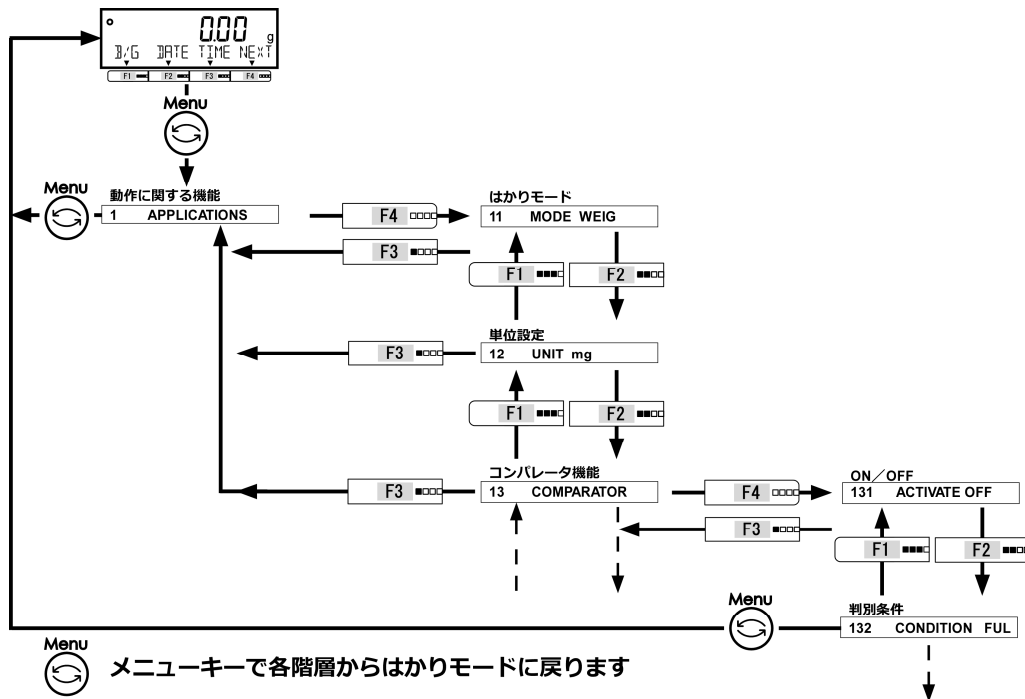 0.00 g
B/G DATE TIME NEXT
F1 F2 F3 F4
Menu
Menu
動作に関する機能
1 APPLICATIONS
F4
はかりモード
11 MODE WEIG
F3
F1 F2
単位設定
F3
12 UNIT mg
F1 F2
コンパレータ機能
F3
13 COMPARATOR
F4
ON/OFF
131 ACTIVATE OFF
F3
F1 F2
Menu
判別条件
132 CONDITION FUL
Menu
メニューキーで各階層からはかりモードに戻ります